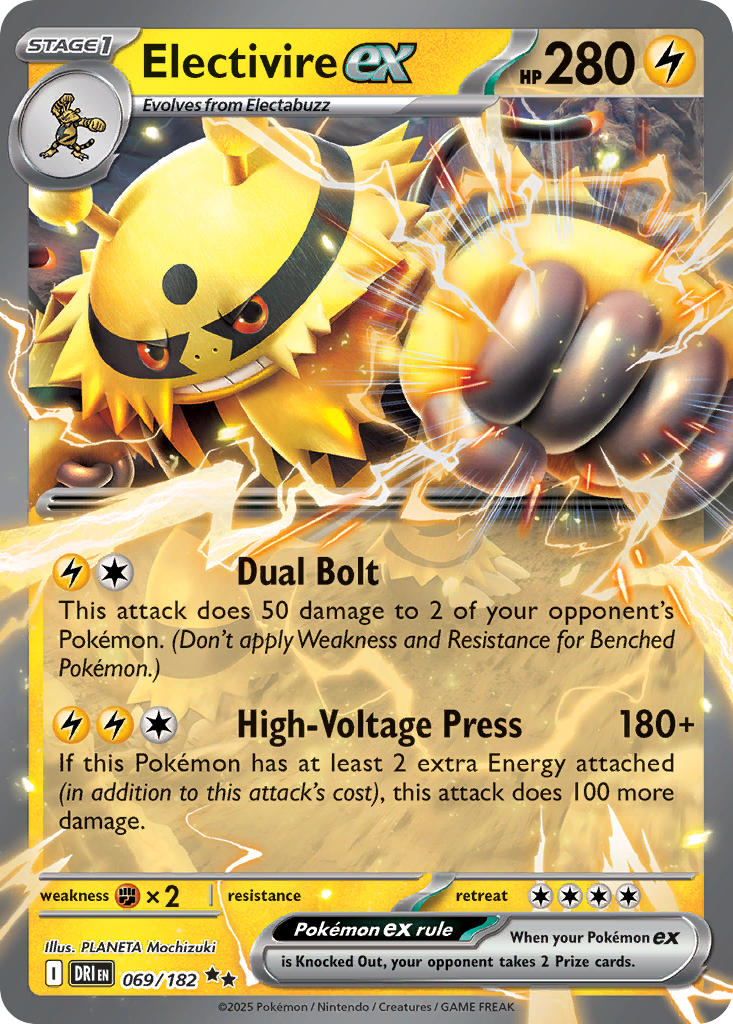 STAGE 1
Electivire ex
HP 280
Evolves from Electabuzz
Dual Bolt
This attack does 50 damage to 2 of your opponent's
Pokémon. (Don't apply Weakness and Resistance for Benched
Pokémon.)
High-Voltage Press 180+
If this Pokémon has at least 2 extra Energy attached
(in addition to this attack's cost), this attack does 100 more
damage.
weakness ×2 resistance retreat
Illus. PLANETA Mochizuki
Pokémon ex rule When your Pokémon ex
is Knocked Out, your opponent takes 2 Prize cards.
I DRI EN 069/182
©2025 Pokémon / Nintendo / Creatures / GAME FREAK